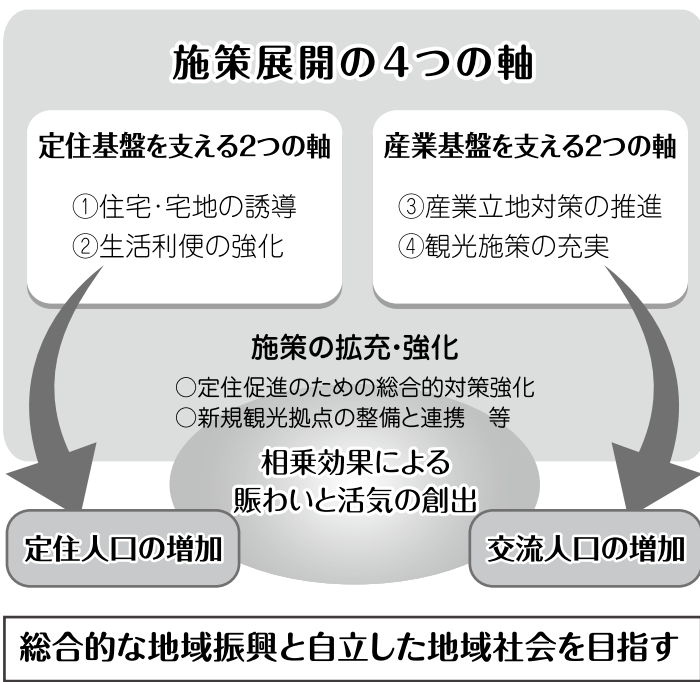 施策展開の4つの軸
定住基盤を支える2つの軸
①住宅・宅地の誘導
②生活利便の強化
産業基盤を支える2つの軸
③産業立地対策の推進
④観光施策の充実
施策の拡充・強化
○定住促進のための総合的対策強化
○新規観光拠点の整備と連携　等
相乗効果による
賑わいと活気の創出
定住人口の増加
交流人口の増加
総合的な地域振興と自立した地域社会を目指す